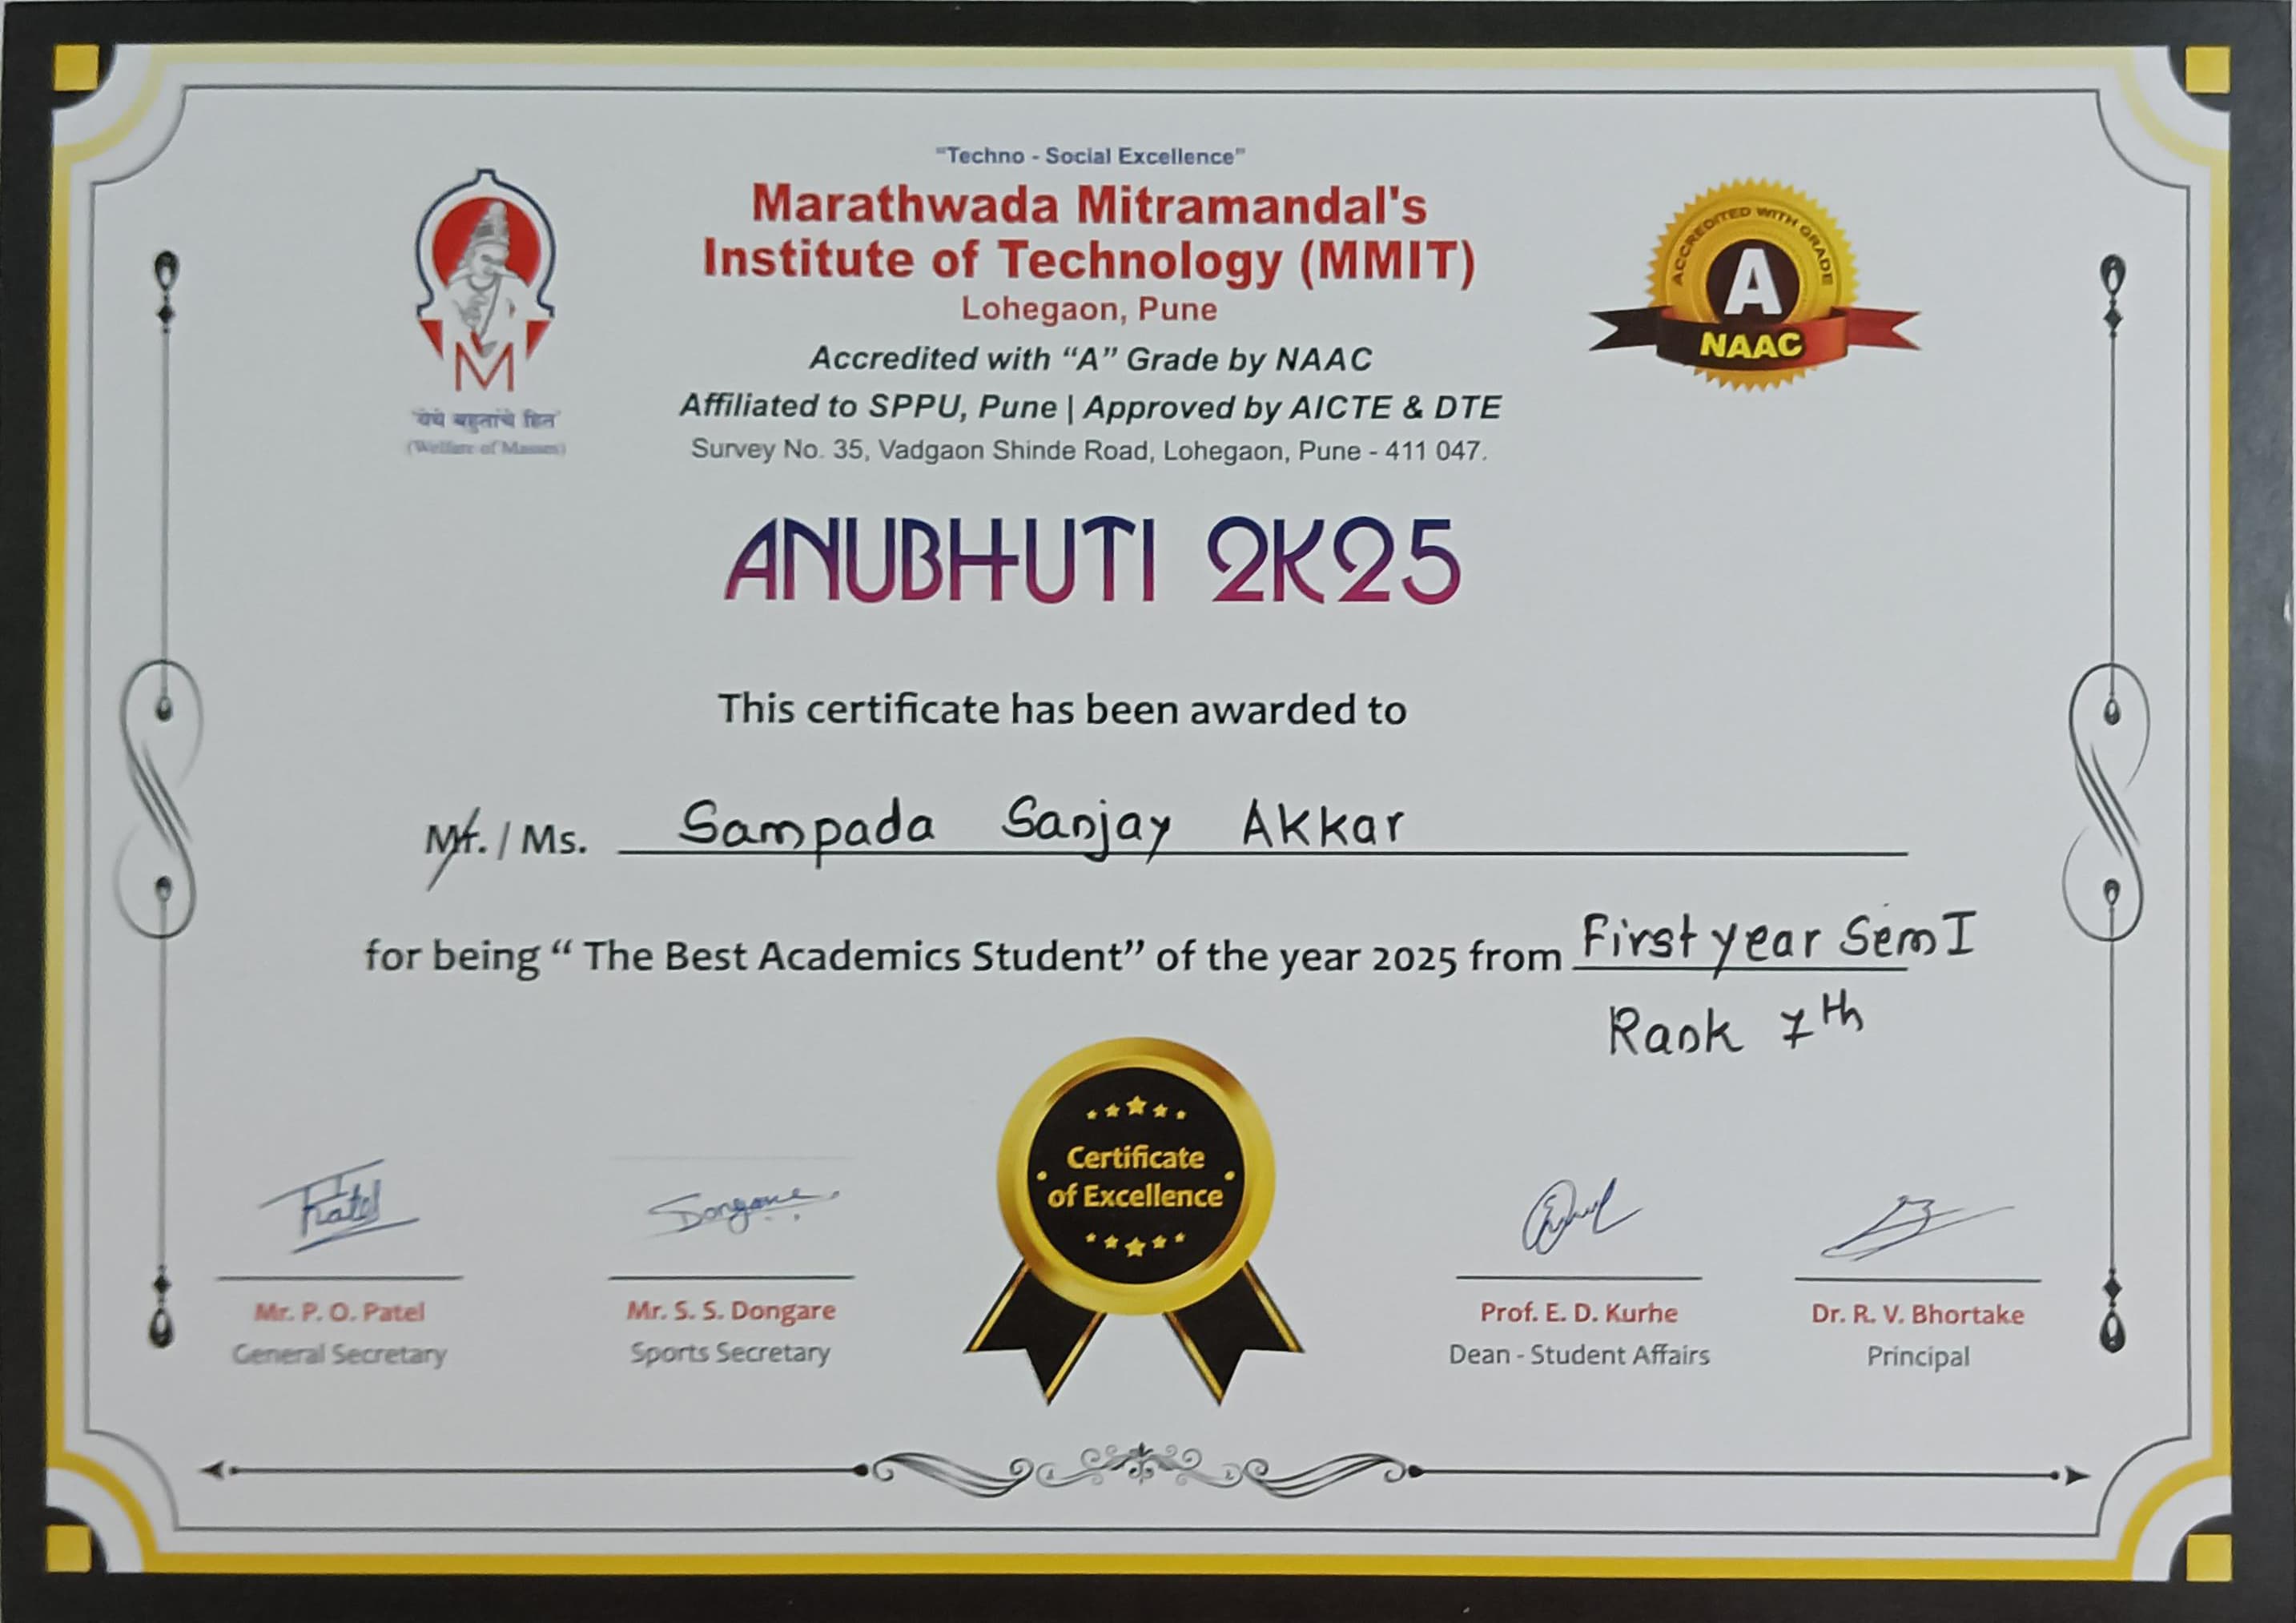 "Techno - Social Excellence"
Marathwada Mitramandal's
Institute of Technology (MMIT)
Lohegaon, Pune
Accredited with “A” Grade by NAAC
Affiliated to SPPU, Pune | Approved by AICTE & DTE
Survey No. 35, Vadgaon Shinde Road, Lohegaon, Pune - 411 047.
M
"येथे बहुतांचे हित"
(Welfare of Masses)
ACCREDITED WITH GRADE
A
NAAC
ANUBHUTI 2K25
This certificate has been awarded to
Mr. / Ms. Sampada Sanjay Akkar
for being “ The Best Academics Student” of the year 2025 from First year Sem I
Rank 7th
Certificate
of Excellence
Patel
Dongare
Mr. P. O. Patel
General Secretary
Mr. S. S. Dongare
Sports Secretary
Prof. E. D. Kurhe
Dean - Student Affairs
Dr. R. V. Bhortake
Principal